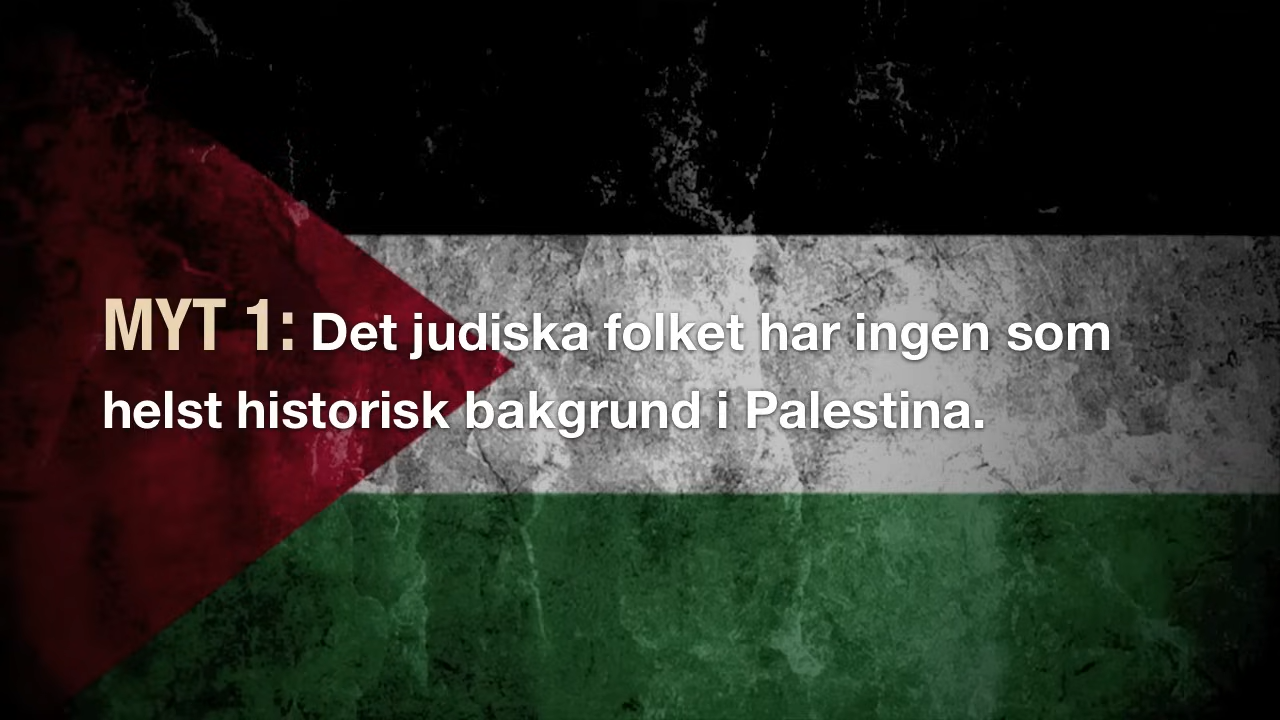 MYT 1: Det judiska folket har ingen som
helst historisk bakgrund i Palestina.